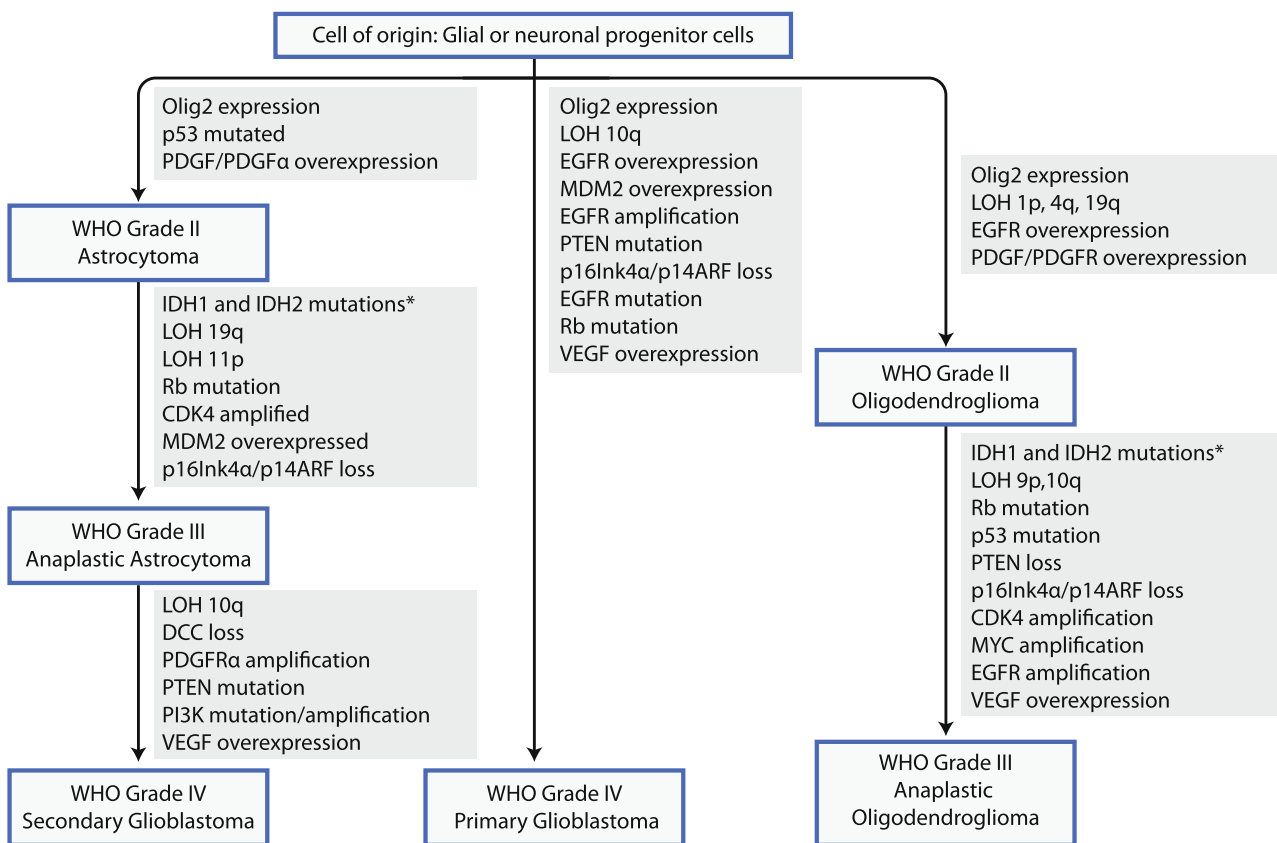 Cell of origin: Glial or neuronal progenitor cells
Olig2 expression
p53 mutated
PDGF/PDGFα overexpression
WHO Grade II
Astrocytoma
IDH1 and IDH2 mutations*
LOH 19q
LOH 11p
Rb mutation
CDK4 amplified
MDM2 overexpressed
p16Ink4α/p14ARF loss
WHO Grade III
Anaplastic Astrocytoma
LOH 10q
DCC loss
PDGFRα amplification
PTEN mutation
PI3K mutation/amplification
VEGF overexpression
WHO Grade IV
Secondary Glioblastoma
Olig2 expression
LOH 10q
EGFR overexpression
MDM2 overexpression
EGFR amplification
PTEN mutation
p16Ink4α/p14ARF loss
EGFR mutation
Rb mutation
VEGF overexpression
WHO Grade IV
Primary Glioblastoma
Olig2 expression
LOH 1p, 4q, 19q
EGFR overexpression
PDGF/PDGFR overexpression
WHO Grade II
Oligodendroglioma
IDH1 and IDH2 mutations*
LOH 9p,10q
Rb mutation
p53 mutation
PTEN loss
p16Ink4α/p14ARF loss
CDK4 amplification
MYC amplification
EGFR amplification
VEGF overexpression
WHO Grade III
Anaplastic
Oligodendroglioma